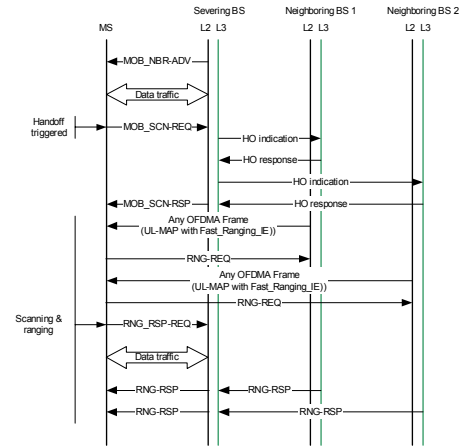 Severing BS
Neighboring BS 1
Neighboring BS 2
MS
L2
L3
L2
L3
L2
L3
MOB_NBR-ADV
Data traffic
Handoff
triggered
MOB_SCN-REQ
HO indication
HO response
HO indication
MOB_SCN-RSP
HO response
Any OFDMA Frame
(UL-MAP with Fast_Ranging_IE))
RNG-REQ
Any OFDMA Frame
(UL-MAP with Fast_Ranging_IE))
RNG-REQ
Scanning &
ranging
RNG_RSP-REQ
Data traffic
RNG-RSP
RNG-RSP
RNG-RSP
RNG-RSP